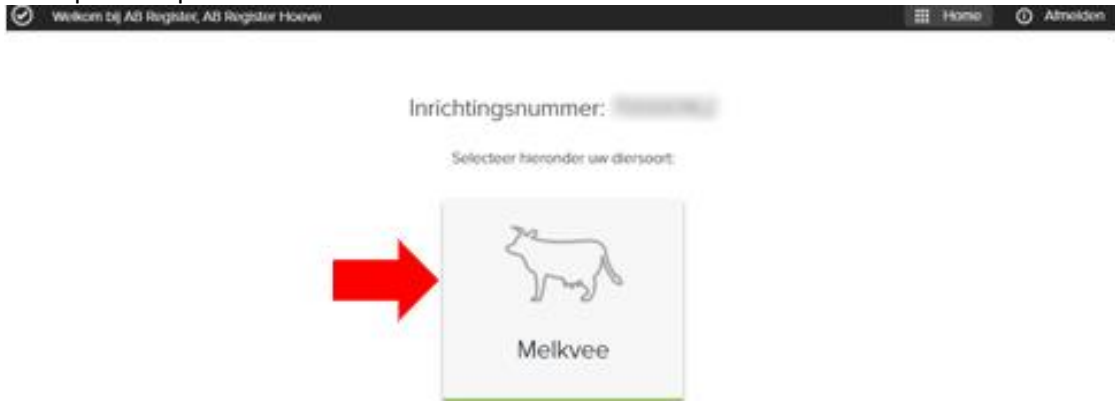 Welkom bij AB Register, AB Register Hoeve
Home
Afmelden
Inrichtingsnummer:
Selecteer hieronder uw diersoort:
Melkvee